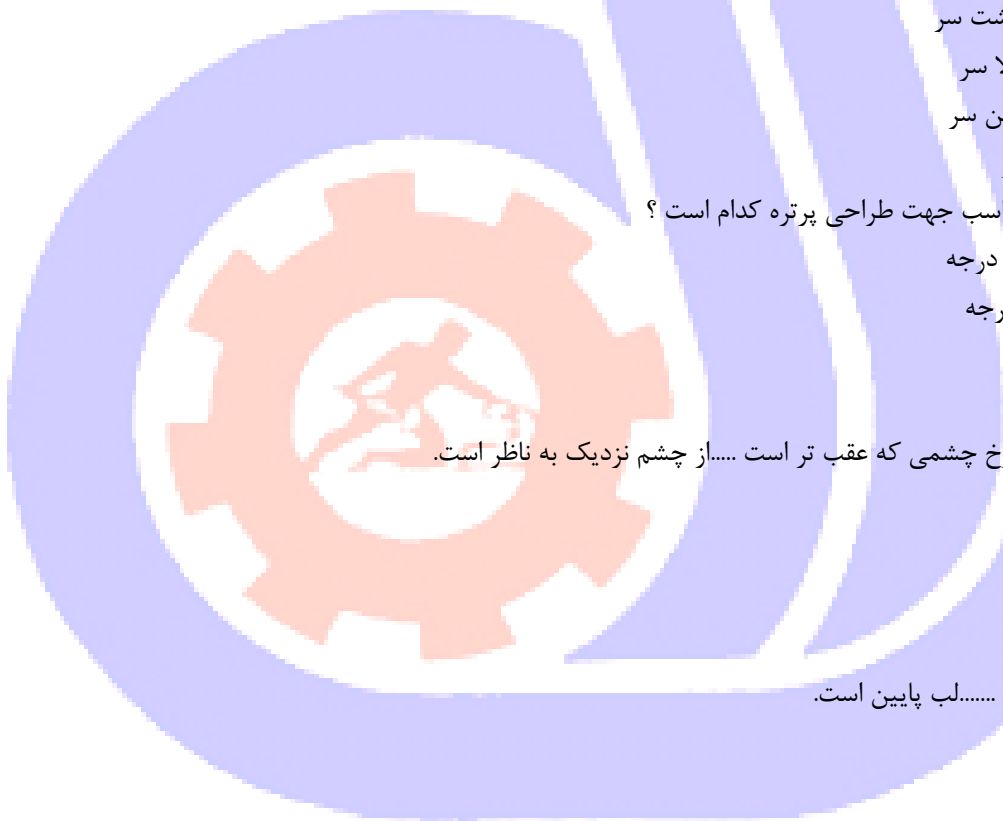 شت سر
لا سر
ن سر
اسب جهت طراحی پرتره کدام است ؟
درجه
رجه
رخ چشمی که عقب تر است .....از چشم نزدیک به ناظر است.
.......لب پایین است.